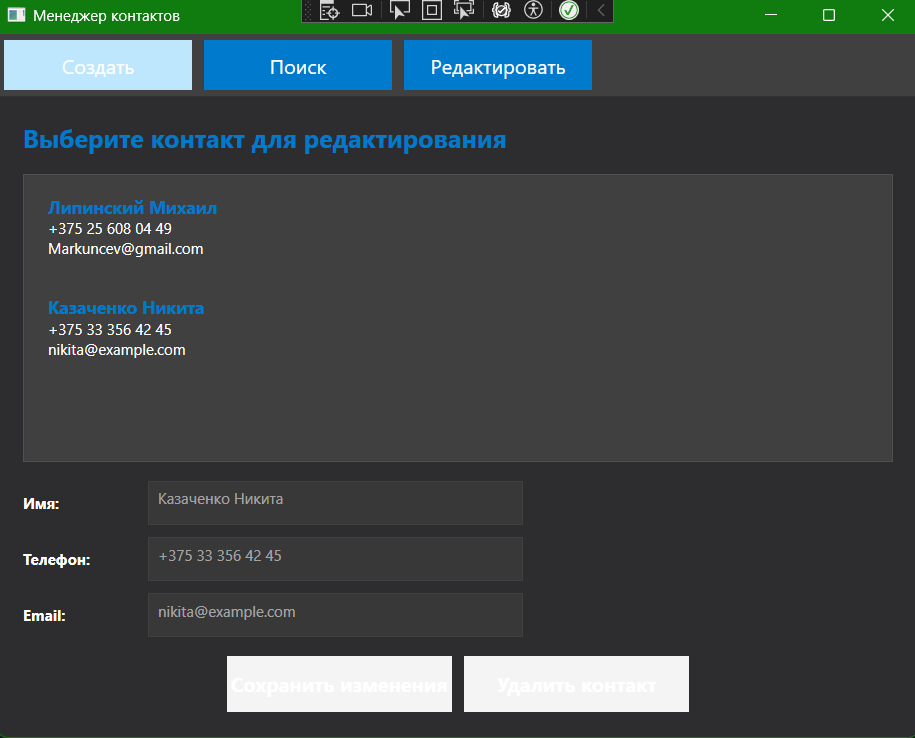 Менеджер контактов
Создать
Поиск
Редактировать
Выберите контакт для редактирования
Липинский Михаил
+375 25 608 04 49
Markuncev@gmail.com
Казаченко Никита
+375 33 356 42 45
nikita@example.com
Имя:
Казаченко Никита
Телефон:
+375 33 356 42 45
Email:
nikita@example.com
Сохранить изменения
Удалить контакт